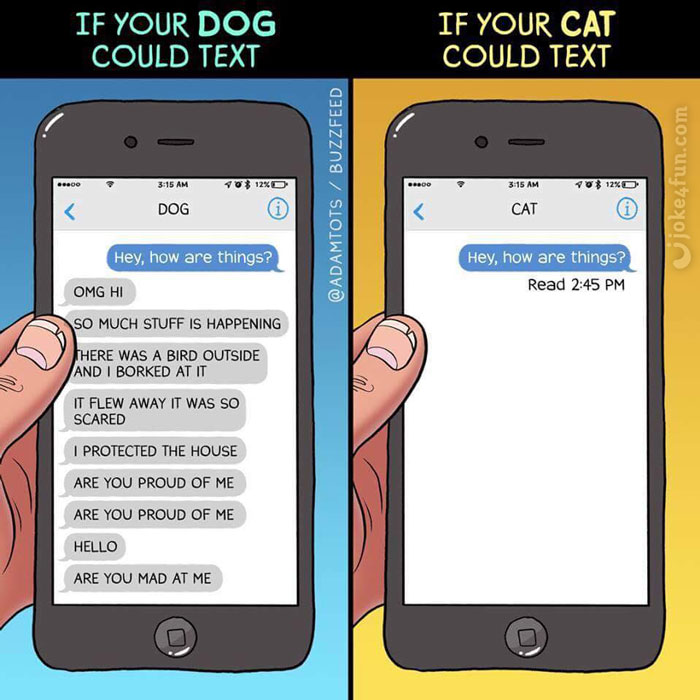 IF YOUR DOG
COULD TEXT
3:15 AM
12%
DOG
i
Hey, how are things?
OMG HI
SO MUCH STUFF IS HAPPENING
THERE WAS A BIRD OUTSIDE
AND I BORKED AT IT
IT FLEW AWAY IT WAS SO
SCARED
I PROTECTED THE HOUSE
ARE YOU PROUD OF ME
ARE YOU PROUD OF ME
HELLO
ARE YOU MAD AT ME
@ADAMTOTS / BUZZFEED
IF YOUR CAT
COULD TEXT
3:15 AM
12%
CAT
i
Hey, how are things?
Read 2:45 PM
joke4fun.com